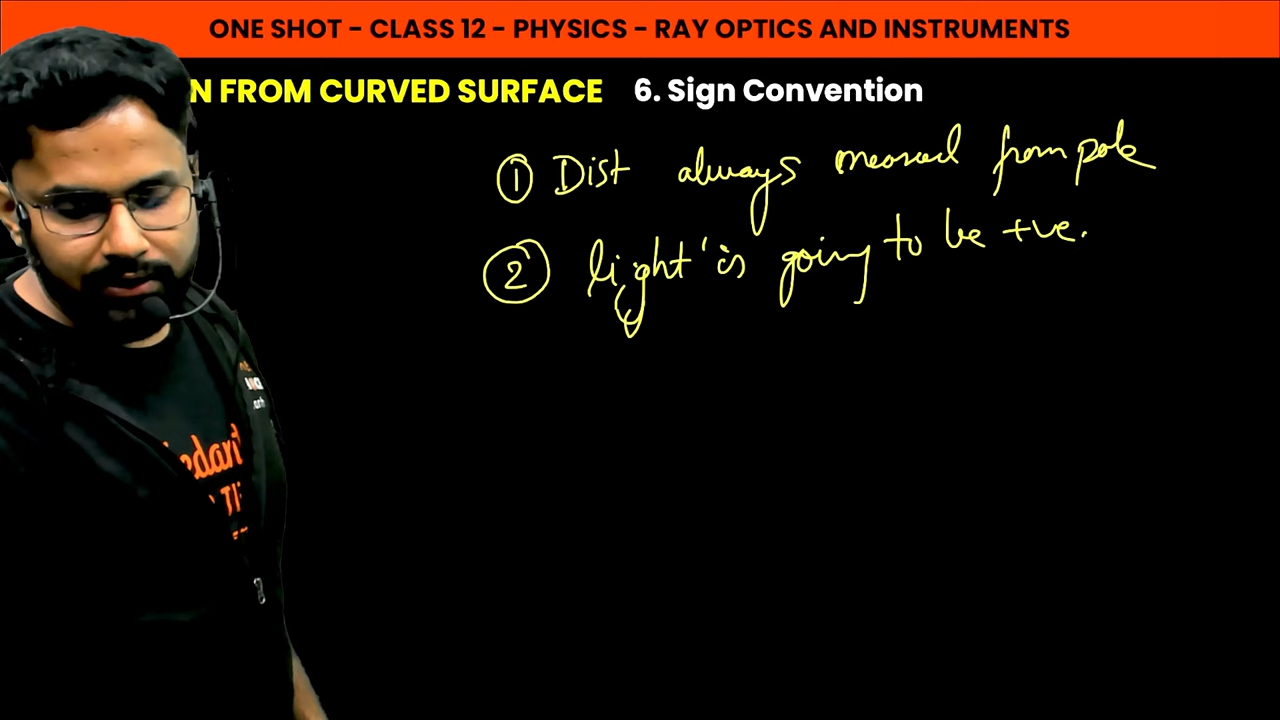 ONE SHOT - CLASS 12 - PHYSICS - RAY OPTICS AND INSTRUMENTS
N FROM CURVED SURFACE 6. Sign Convention
① Dist always measured from pole
② light is going to be +ve.
edant